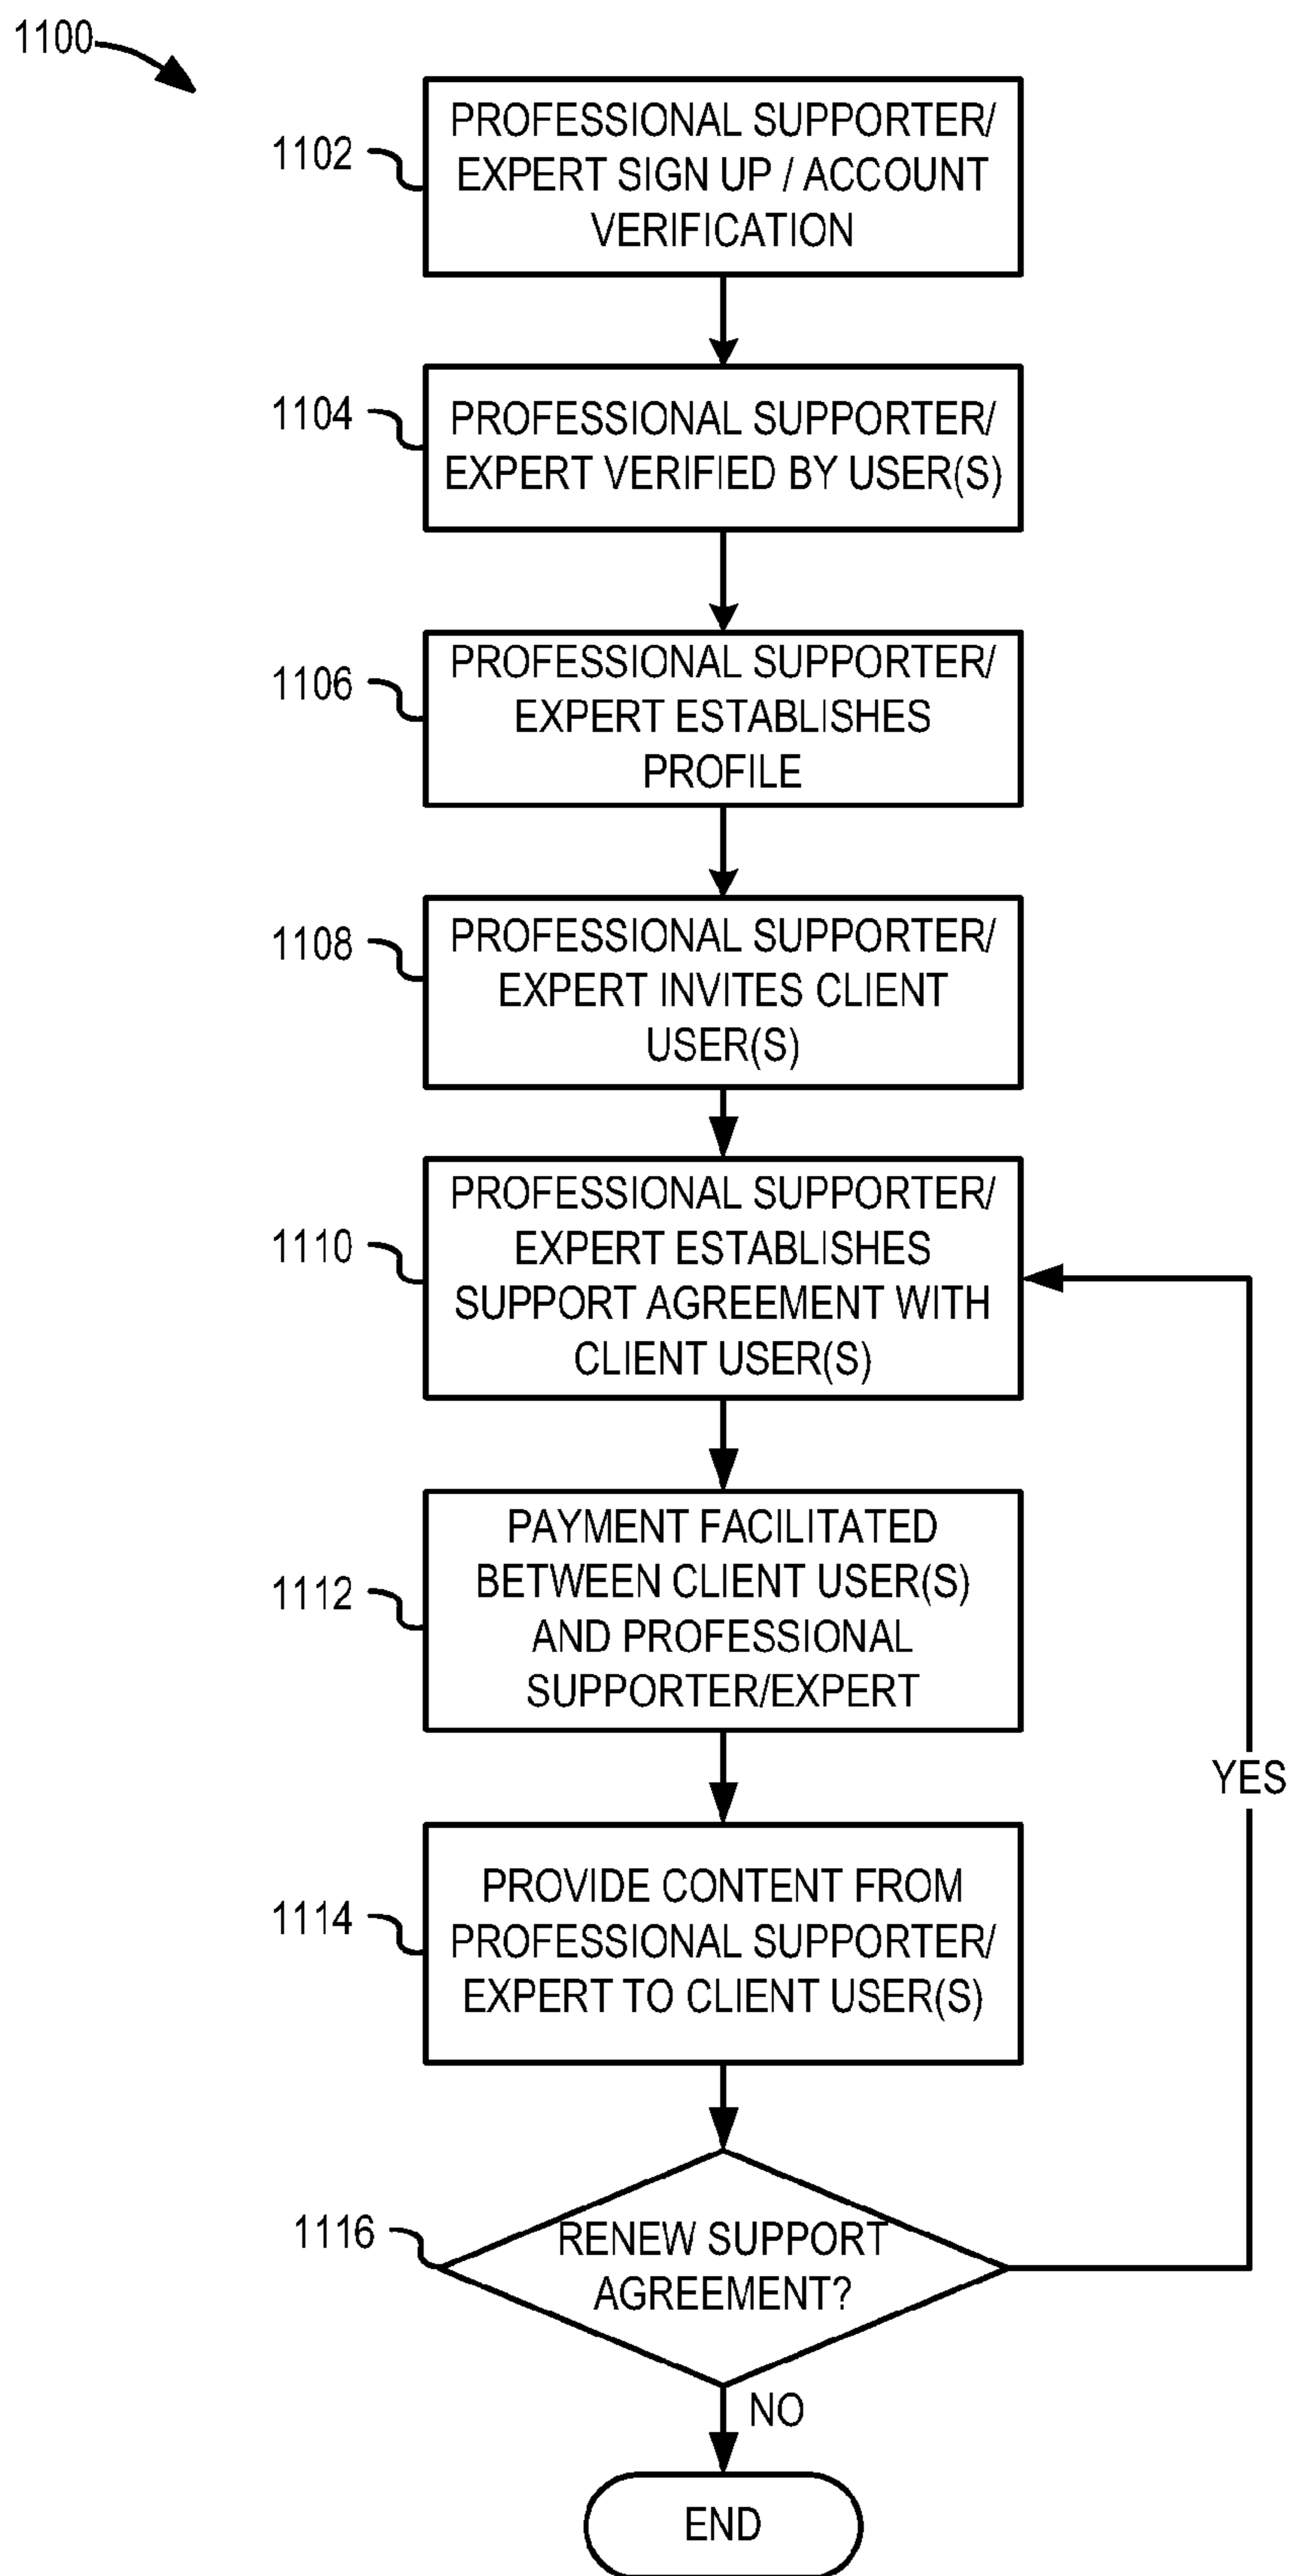 1100
1102
PROFESSIONAL SUPPORTER/
EXPERT SIGN UP / ACCOUNT
VERIFICATION
1104
PROFESSIONAL SUPPORTER/
EXPERT VERIFIED BY USER(S)
1106
PROFESSIONAL SUPPORTER/
EXPERT ESTABLISHES
PROFILE
1108
PROFESSIONAL SUPPORTER/
EXPERT INVITES CLIENT
USER(S)
1110
PROFESSIONAL SUPPORTER/
EXPERT ESTABLISHES
SUPPORT AGREEMENT WITH
CLIENT USER(S)
1112
PAYMENT FACILITATED
BETWEEN CLIENT USER(S)
AND PROFESSIONAL
SUPPORTER/EXPERT
YES
1114
PROVIDE CONTENT FROM
PROFESSIONAL SUPPORTER/
EXPERT TO CLIENT USER(S)
1116
RENEW SUPPORT
AGREEMENT?
NO
END